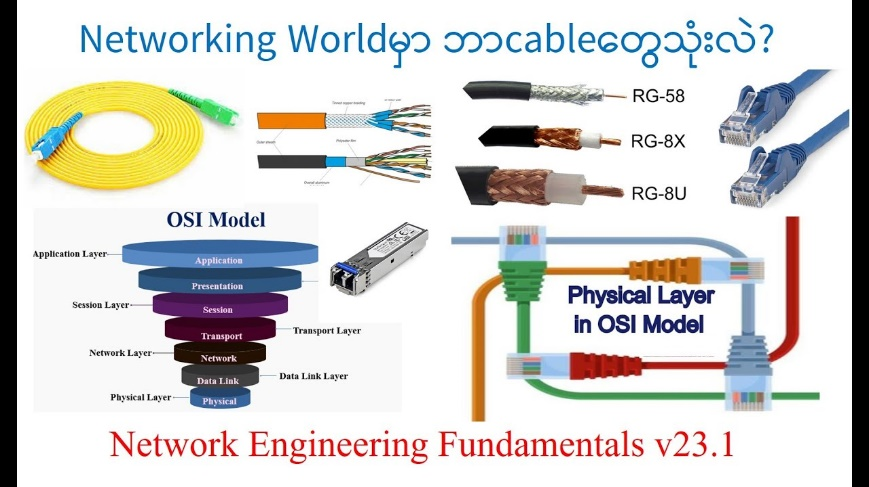 Networking Worldမှာ ဘာcableတွေသုံးလဲ?
RG-58
RG-8X
RG-8U
OSI Model
Application Layer
Application
Presentation
Session Layer
Session
Transport
Transport Layer
Network Layer
Network
Data Link
Data Link Layer
Physical Layer
Physical
Physical Layer
in OSI Model
Network Engineering Fundamentals v23.1